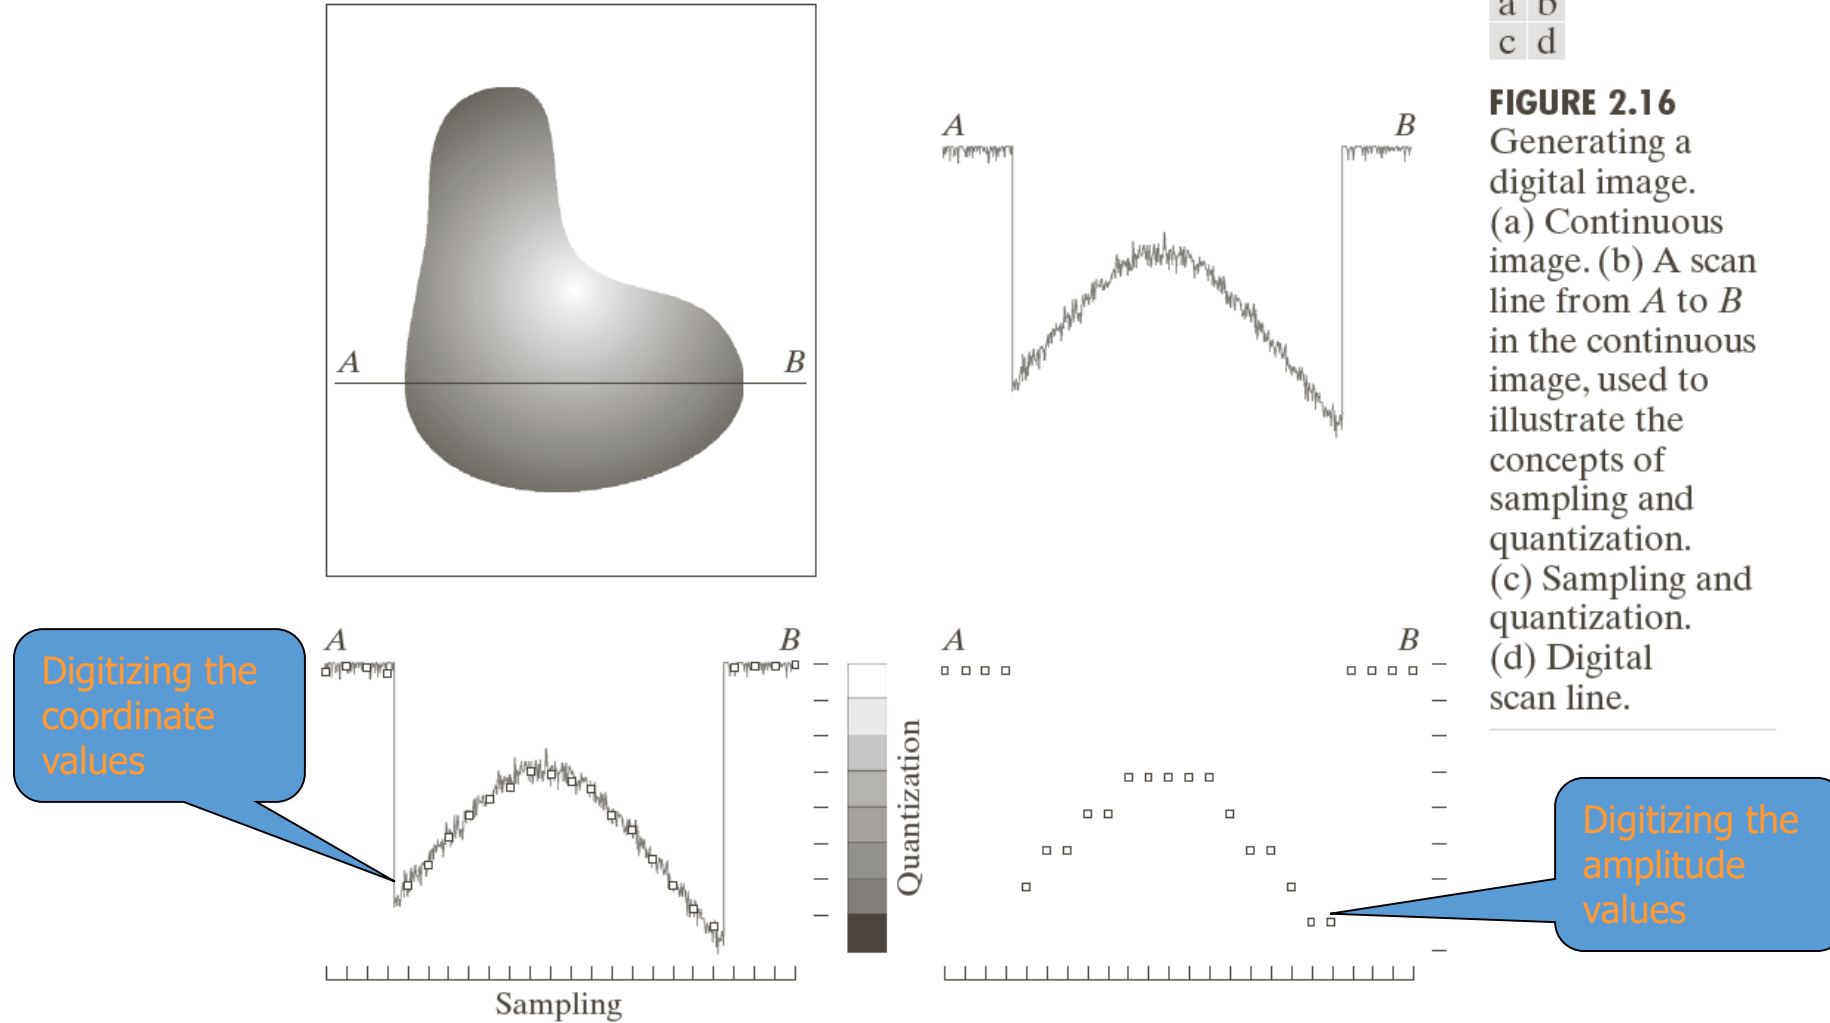 a b
c d
FIGURE 2.16
Generating a
digital image.
(a) Continuous
image. (b) A scan
line from A to B
in the continuous
image, used to
illustrate the
concepts of
sampling and
quantization.
(c) Sampling and
quantization.
(d) Digital
scan line.
A B
A B
A B
A B
Digitizing the
coordinate
values
Quantization
Sampling
Digitizing the
amplitude
values